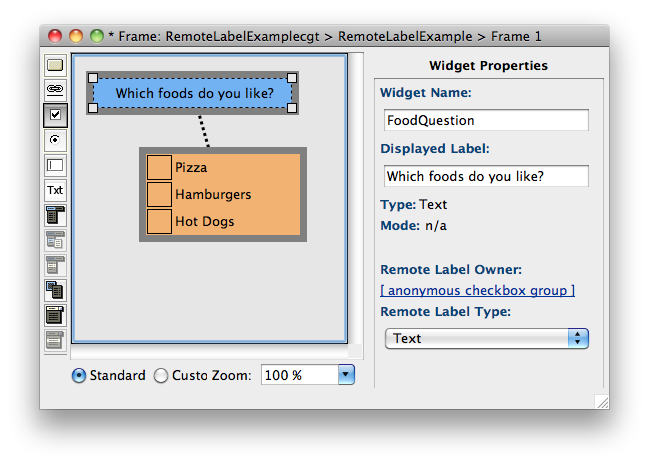 * Frame: RemoteLabelExamplecgt > RemoteLabelExample > Frame 1
Txt
Which foods do you like?
Pizza
Hamburgers
Hot Dogs
Standard Custo Zoom: 100 %
Widget Properties
Widget Name:
FoodQuestion
Displayed Label:
Which foods do you like?
Type: Text
Mode: n/a
Remote Label Owner:
[ anonymous checkbox group ]
Remote Label Type:
Text